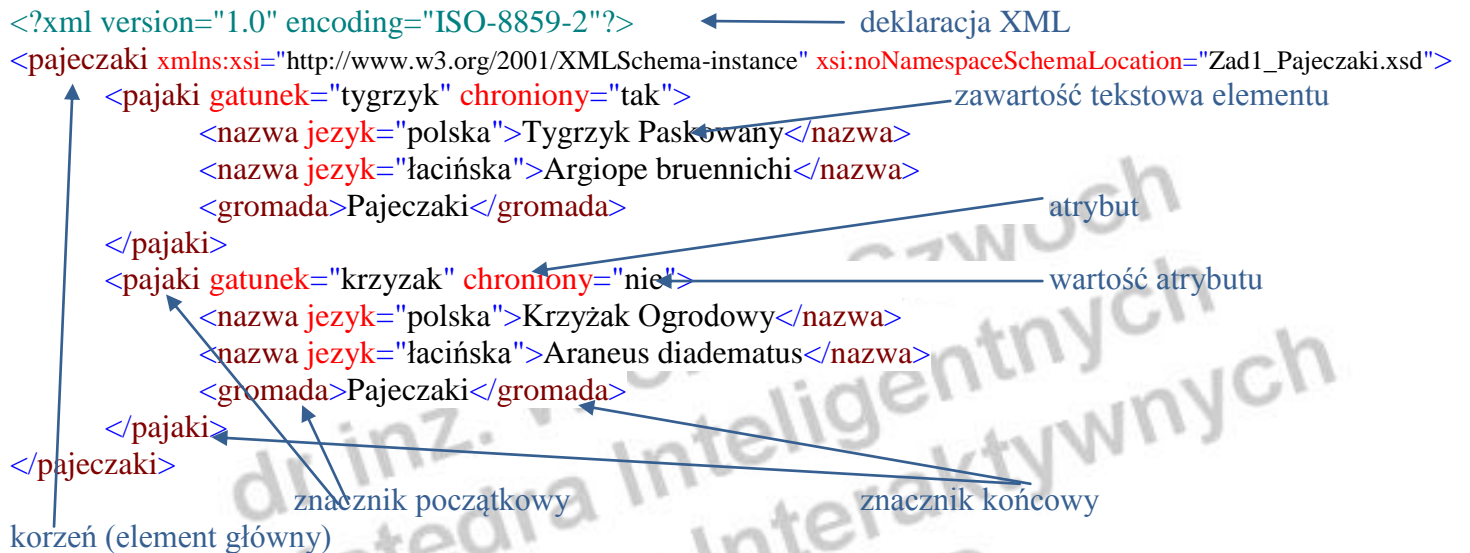 <?xml version="1.0" encoding="ISO-8859-2"?> deklaracja XML
<pajeczaki xmlns:xsi="http://www.w3.org/2001/XMLSchema-instance" xsi:noNamespaceSchemaLocation="Zad1_Pajeczaki.xsd">
<pajaki gatunek="tygrzyk" chroniony="tak"> zawartość tekstowa elementu
<nazwa jezyk="polska">Tygrzyk Paskowany</nazwa>
<nazwa jezyk="łacińska">Argiope bruennichi</nazwa>
<gromada>Pajeczaki</gromada> atrybut
</pajaki>
<pajaki gatunek="krzyzak" chroniony="nie"> wartość atrybutu
<nazwa jezyk="polska">Krzyżak Ogrodowy</nazwa>
<nazwa jezyk="łacińska">Araneus diadematus</nazwa>
<gromada>Pajeczaki</gromada>
</pajaki>
</pajeczaki>
znacznik początkowy znacznik końcowy
korzeń (element główny)
dr inż.
Inteligentnych
Interaktywnych